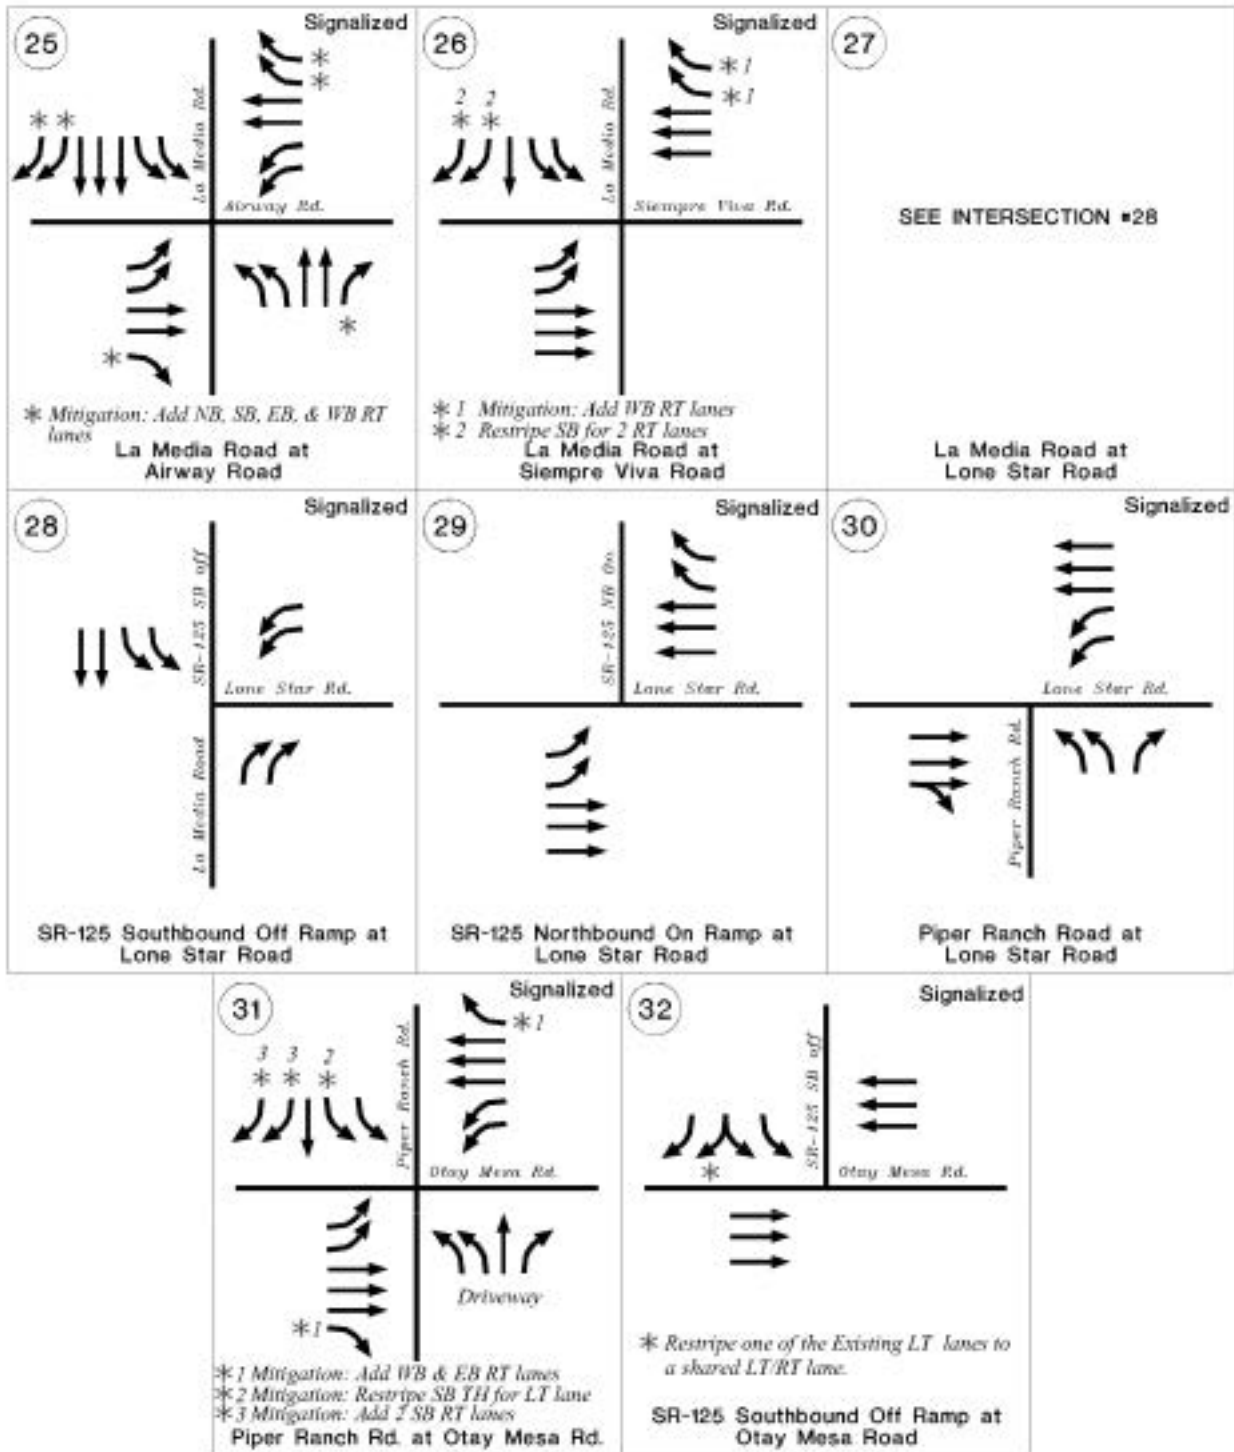 25
Signalized
*
*
* *
La Media Rd.
Airway Rd.
*
*
* Mitigation: Add NB, SB, EB, & WB RT
lanes
La Media Road at
Airway Road
26
Signalized
* 1
* 1
2 2
* *
La Media Rd.
Siempre Viva Rd.
* 1 Mitigation: Add WB RT lanes
* 2 Restripe SB for 2 RT lanes
La Media Road at
Siempre Viva Road
27
SEE INTERSECTION #28
La Media Road at
Lone Star Road
28
Signalized
SR-125 SB off
Lone Star Rd.
La Media Road
SR-125 Southbound Off Ramp at
Lone Star Road
29
Signalized
SR-125 NB On
Lone Star Rd.
SR-125 Northbound On Ramp at
Lone Star Road
30
Signalized
Lone Star Rd.
Piper Ranch Rd.
Piper Ranch Road at
Lone Star Road
31
Signalized
* 1
3 3 2
* * *
Piper Ranch Rd.
Otay Mesa Rd.
Driveway
* 1
* 1 Mitigation: Add WB & EB RT lanes
* 2 Mitigation: Restripe SB TH for LT lane
* 3 Mitigation: Add 2 SB RT lanes
Piper Ranch Rd. at Otay Mesa Rd.
32
Signalized
SR-125 SB off
*
Otay Mesa Rd.
* Restripe one of the Existing LT lanes to
a shared LT/RT lane.
SR-125 Southbound Off Ramp at
Otay Mesa Road